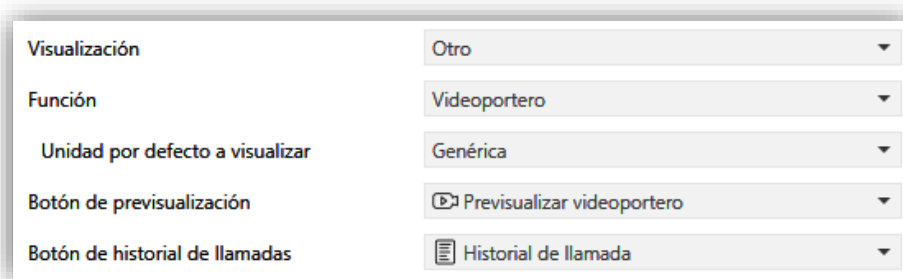 Visualización Otro
Función Videoportero
Unidad por defecto a visualizar Genérica
Botón de previsualización Previsualizar videoportero
Botón de historial de llamadas Historial de llamada